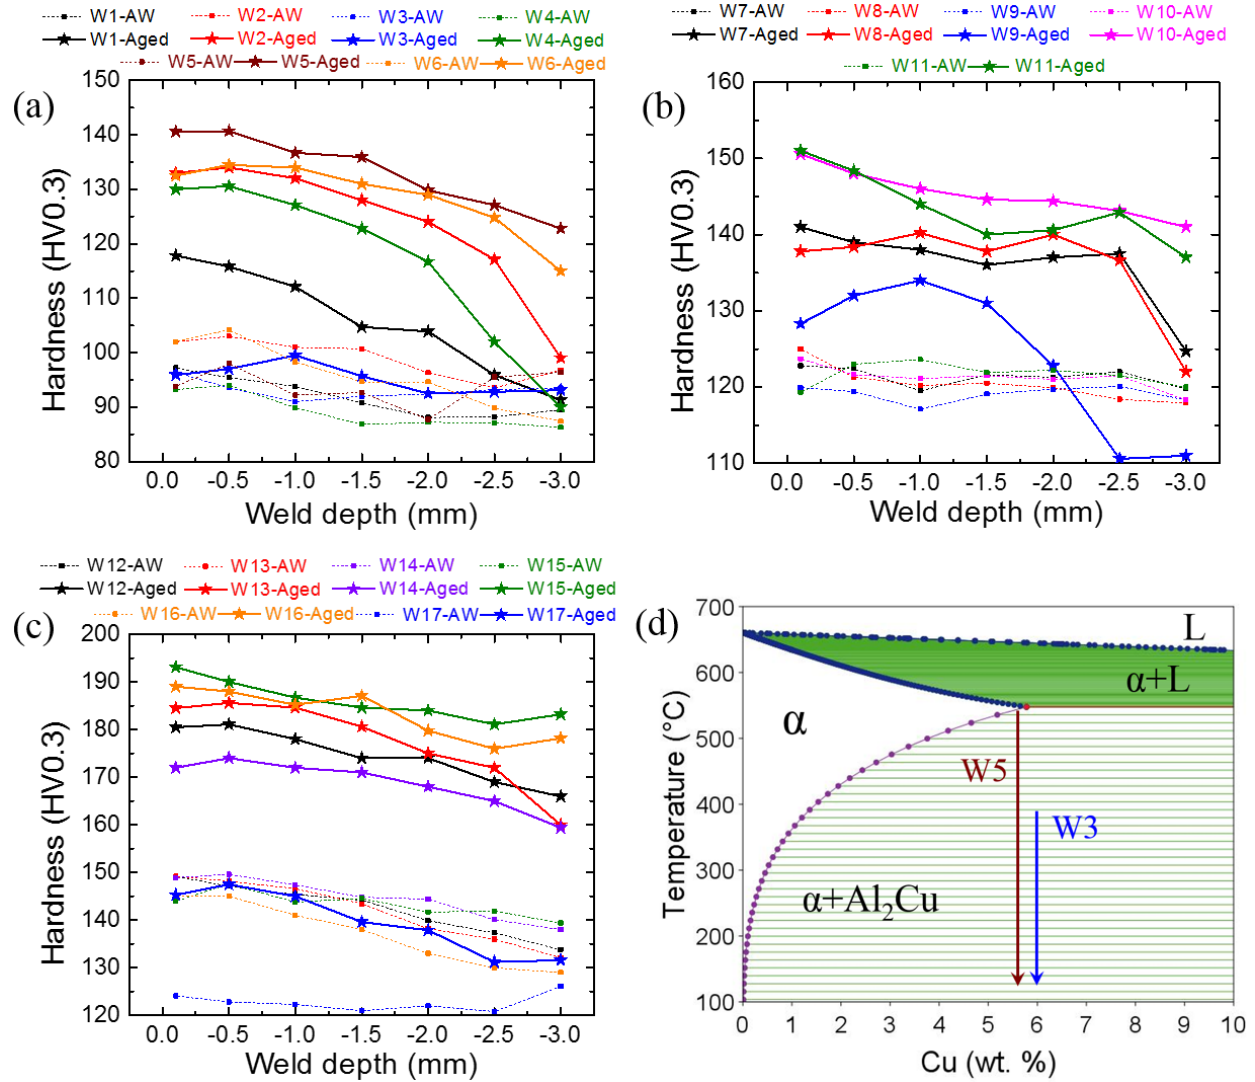 W1-AW W2-AW W3-AW W4-AW
W1-Aged W2-Aged W3-Aged W4-Aged
W5-AW W5-Aged W6-AW W6-Aged
(a)
150
140
130
120
110
100
90
80
Hardness (HV0.3)
0.0 -0.5 -1.0 -1.5 -2.0 -2.5 -3.0
Weld depth (mm)
W7-AW W8-AW W9-AW W10-AW
W7-Aged W8-Aged W9-Aged W10-Aged
W11-AW W11-Aged
(b)
160
150
140
130
120
110
Hardness (HV0.3)
0.0 -0.5 -1.0 -1.5 -2.0 -2.5 -3.0
Weld depth (mm)
W12-AW W13-AW W14-AW W15-AW
W12-Aged W13-Aged W14-Aged W15-Aged
W16-AW W16-Aged W17-AW W17-Aged
(c)
200
190
180
170
160
150
140
130
120
Hardness (HV0.3)
0.0 -0.5 -1.0 -1.5 -2.0 -2.5 -3.0
Weld depth (mm)
(d)
700
600
500
400
300
200
100
Temperature (°C)
L
α+L
α
W5
W3
α+Al₂Cu
0 1 2 3 4 5 6 7 8 9 10
Cu (wt. %)